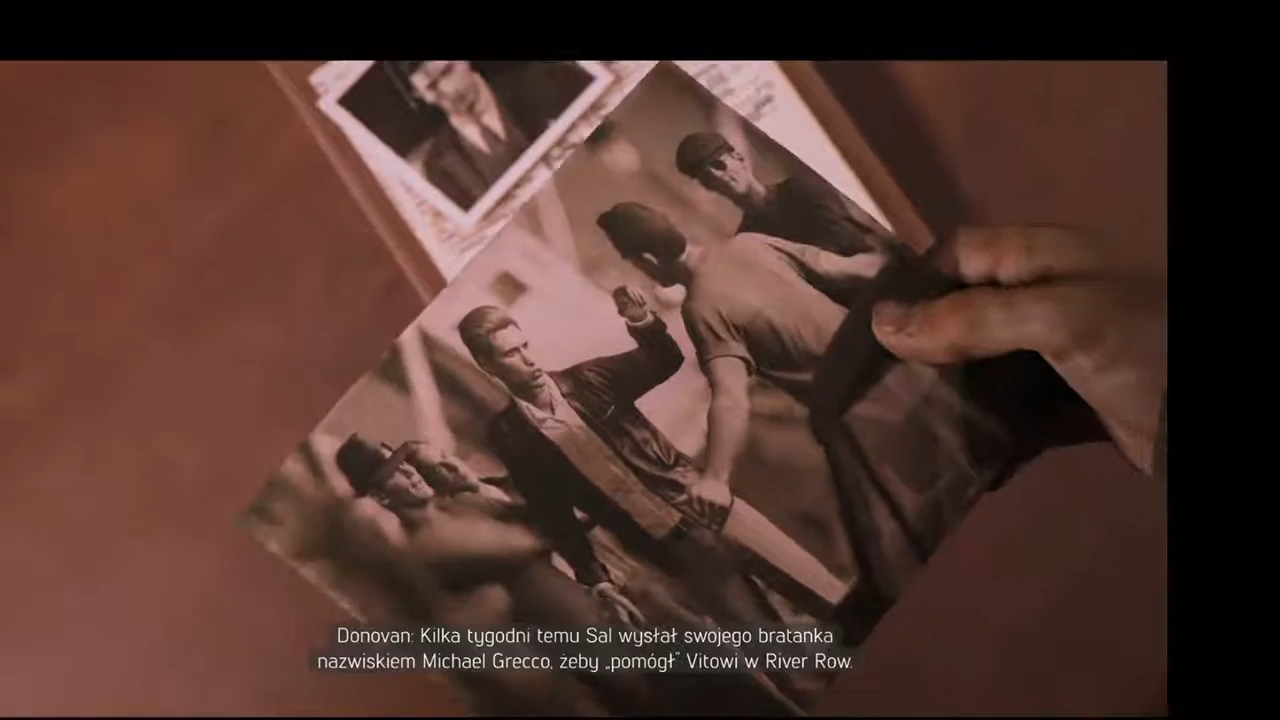 Donovan: Kilka tygodni temu Sal wysłał swojego bratanka
nazwiskiem Michael Grecco, żeby „pomógł” Vitowi w River Row.